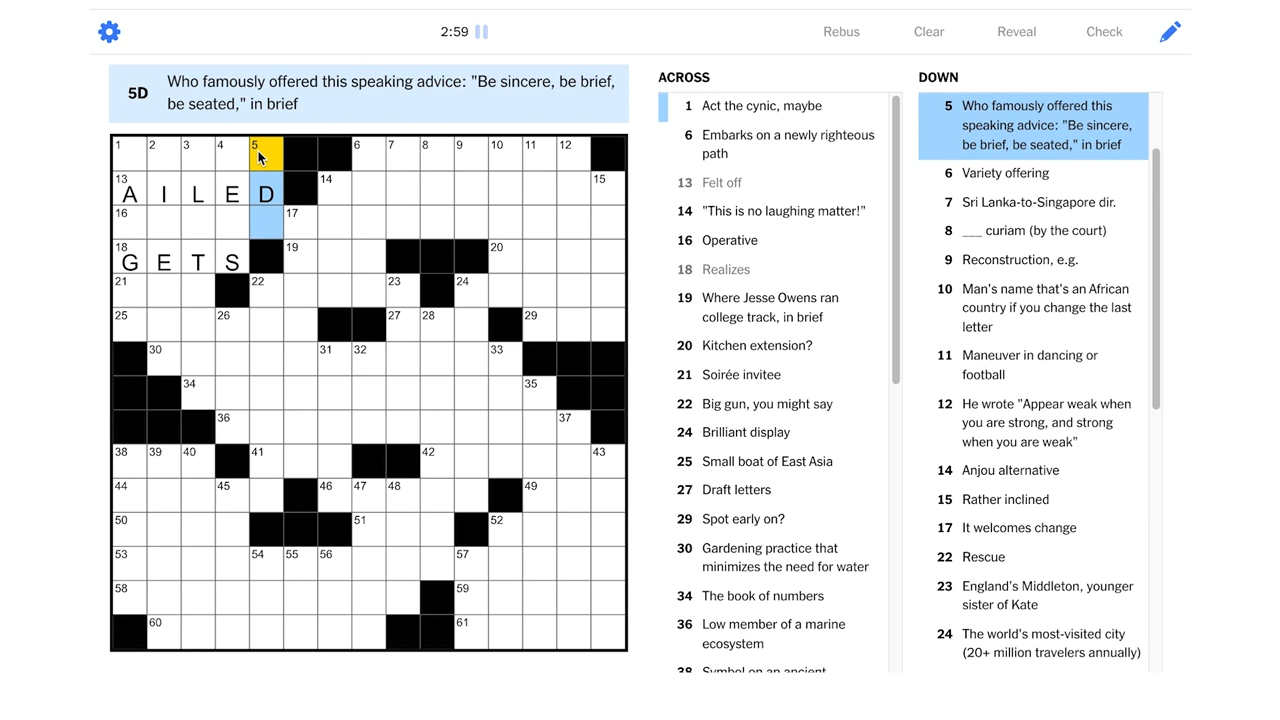 2:59
Rebus Clear Reveal Check
5D Who famously offered this speaking advice: "Be sincere, be brief,
be seated," in brief
1 2 3 4 5 6 7 8 9 10 11 12
13 A I L E D 14 15
16 17
18 G E T S 19 20
21 22 23 24
25 26 27 28 29
30 31 32 33
34 35
36 37
38 39 40 41 42 43
44 45 46 47 48 49
50 51 52
53 54 55 56 57
58 59
60 61
ACROSS
1 Act the cynic, maybe
6 Embarks on a newly righteous
path
13 Felt off
14 "This is no laughing matter!"
16 Operative
18 Realizes
19 Where Jesse Owens ran
college track, in brief
20 Kitchen extension?
21 Soirée invitee
22 Big gun, you might say
24 Brilliant display
25 Small boat of East Asia
27 Draft letters
29 Spot early on?
30 Gardening practice that
minimizes the need for water
34 The book of numbers
36 Low member of a marine
ecosystem
38 Symbol on an ancient
DOWN
5 Who famously offered this
speaking advice: "Be sincere,
be brief, be seated," in brief
6 Variety offering
7 Sri Lanka-to-Singapore dir.
8 ___ curiam (by the court)
9 Reconstruction, e.g.
10 Man's name that's an African
country if you change the last
letter
11 Maneuver in dancing or
football
12 He wrote "Appear weak when
you are strong, and strong
when you are weak"
14 Anjou alternative
15 Rather inclined
17 It welcomes change
22 Rescue
23 England's Middleton, younger
sister of Kate
24 The world's most-visited city
(20+ million travelers annually)